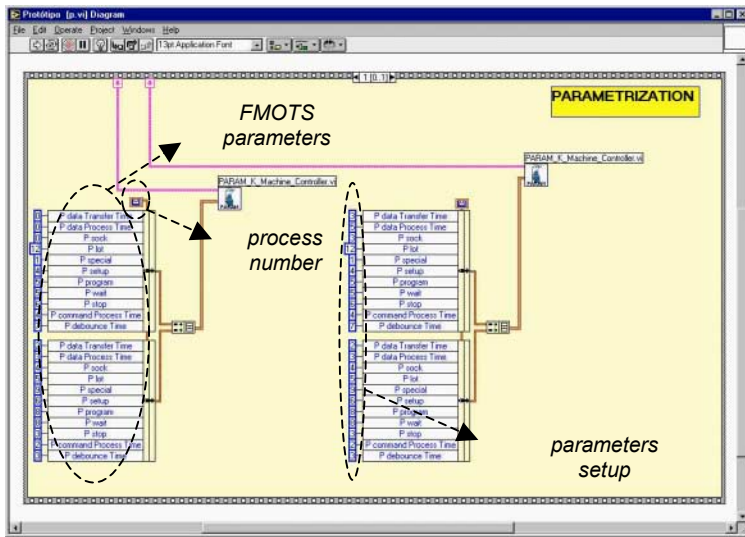 Protótipo [p.vi] Diagram
File Edit Operate Project Windows Help
13pt Application Font
1 [0..1]
PARAMETRIZATION
FMOTS
parameters
PARAM_K_Machine_Controller.vi
PARAM_K_Machine_Controller.vi
process
number
P data Transfer Time
P data Process Time
P sock
12 P lot
P special
P setup
P program
P wait
P stop
P command Process Time
P debounce Time
P data Transfer Time
P data Process Time
P sock
P lot
P special
P setup
P program
P wait
P stop
P command Process Time
P debounce Time
P data Transfer Time
P data Process Time
P sock
12 P lot
P special
P setup
P program
P wait
P stop
P command Process Time
P debounce Time
P data Transfer Time
P data Process Time
P sock
P lot
P special
P setup
P program
P wait
P stop
P command Process Time
P debounce Time
parameters
setup